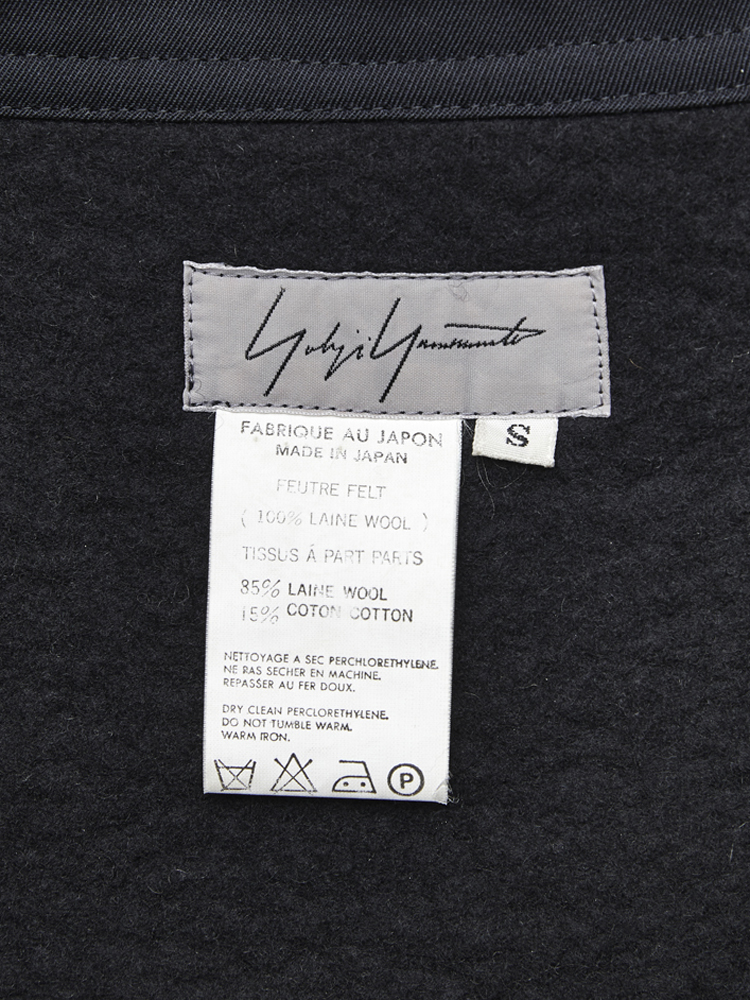 Yohji Yamamoto
S
FABRIQUE AU JAPON
MADE IN JAPAN
FEUTRE FELT
( 100% LAINE WOOL )
TISSUS À PART PARTS
85% LAINE WOOL
15% COTON COTTON
NETTOYAGE A SEC PERCHLORETHYLENE.
NE PAS SECHER EN MACHINE.
REPASSER AU FER DOUX.
DRY CLEAN PERCLORETHYLENE.
DO NOT TUMBLE WARM.
WARM IRON.
P